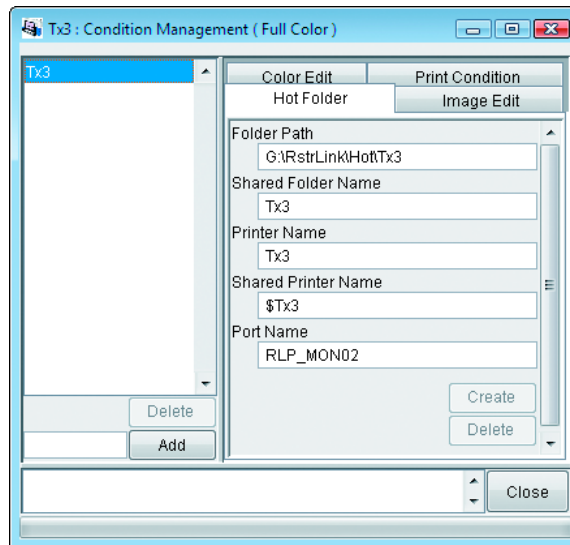 Tx3 : Condition Management ( Full Color )
Tx3
Color Edit
Print Condition
Hot Folder
Image Edit
Folder Path
G:\RstrLink\Hot\Tx3
Shared Folder Name
Tx3
Printer Name
Tx3
Shared Printer Name
$Tx3
Port Name
RLP_MON02
Create
Delete
Delete
Add
Close